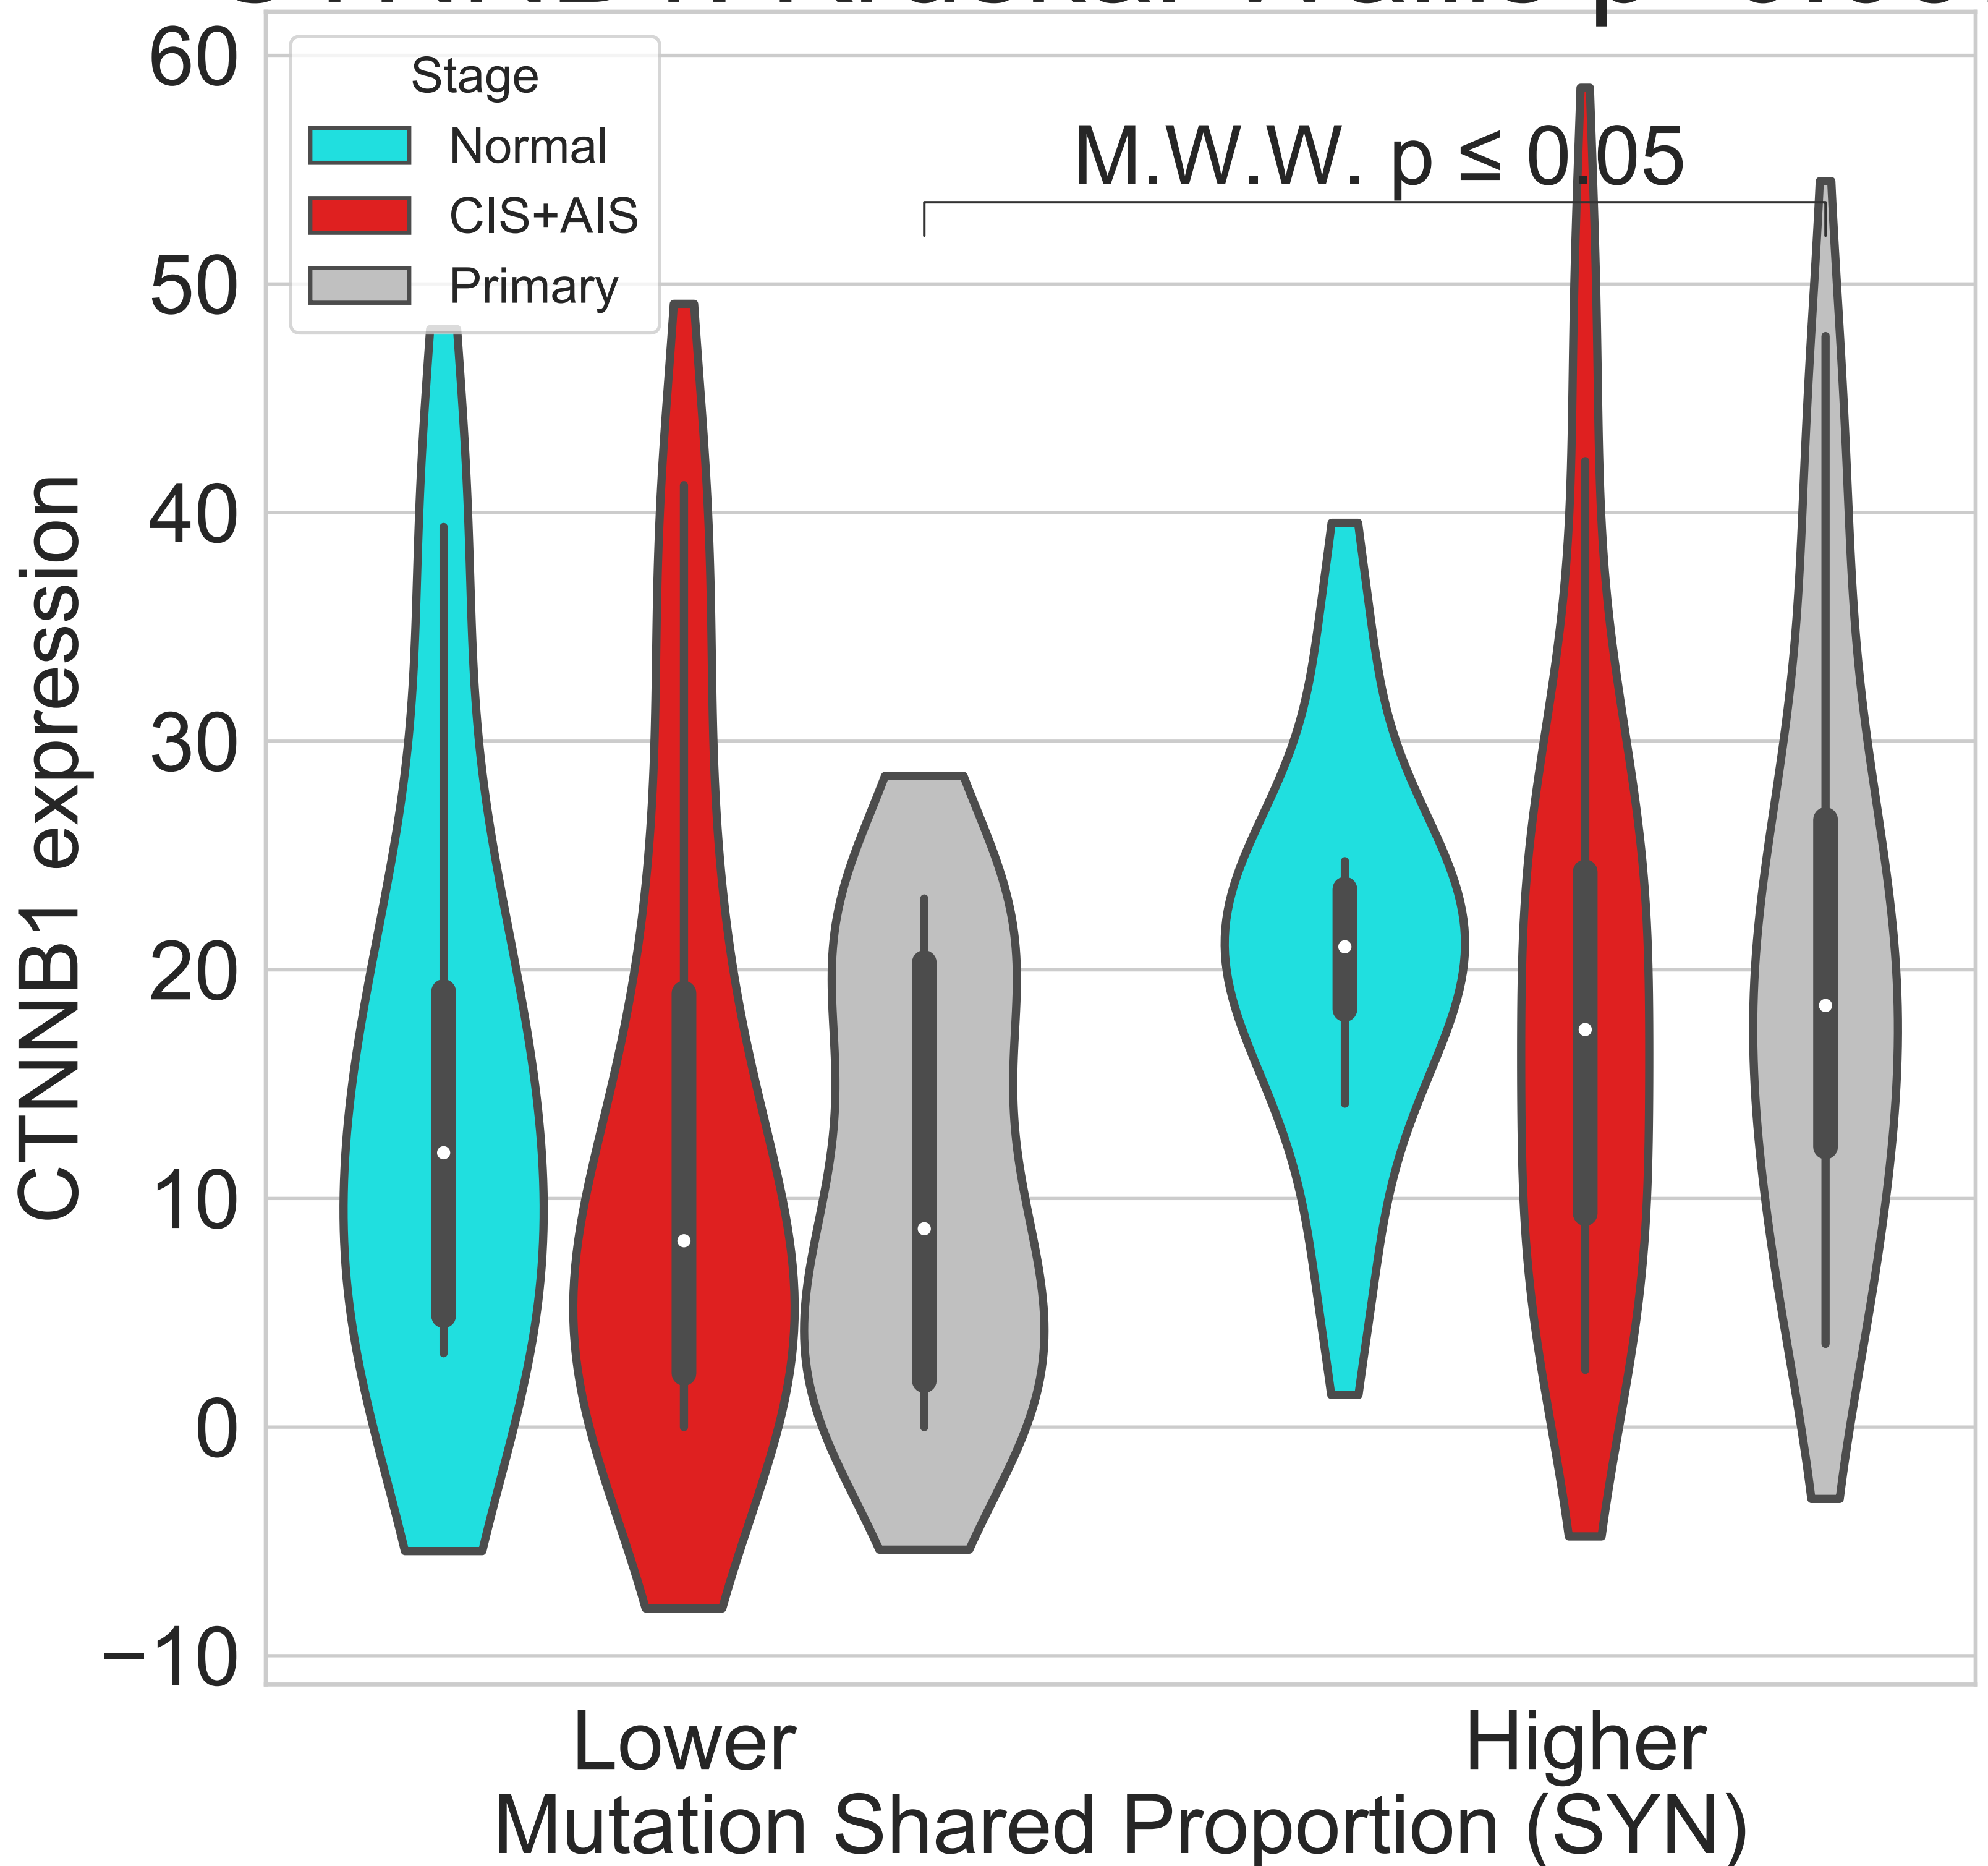 60
50
40
30
20
10
0
−10
CTNNB1 expression
Stage
Normal
CIS+AIS
Primary
M.W.W. p ≤ 0.05
Lower
Higher
Mutation Shared Proportion (SYN)